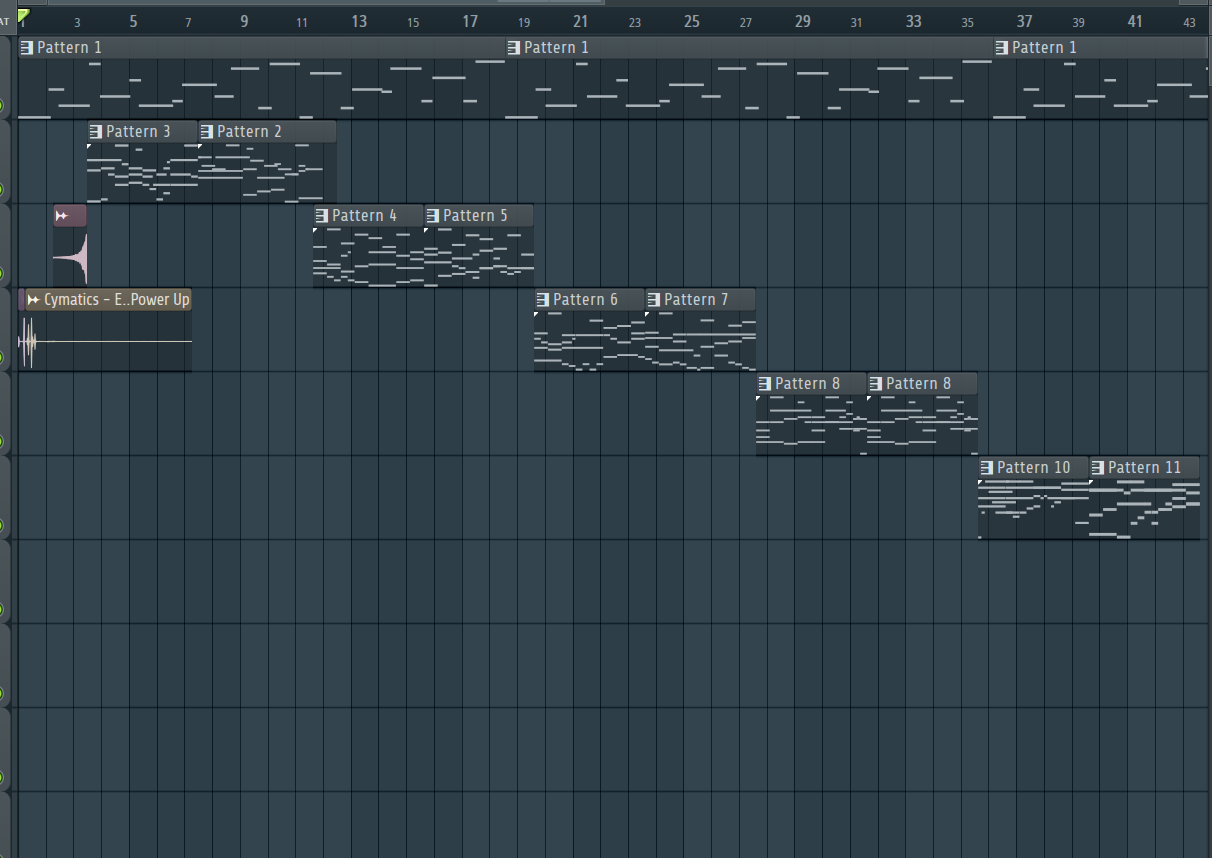 AT 1 3 5 7 9 11 13 15 17 19 21 23 25 27 29 31 33 35 37 39 41 43
Pattern 1 Pattern 1 Pattern 1
Pattern 3 Pattern 2
Pattern 4 Pattern 5
Cymatics - E..Power Up
Pattern 6 Pattern 7
Pattern 8 Pattern 8
Pattern 10 Pattern 11